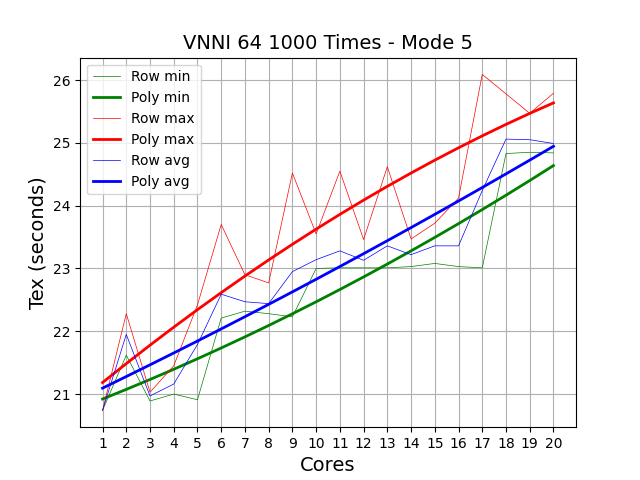 VNNI 64 1000 Times - Mode 5
Row min
Poly min
Row max
Poly max
Row avg
Poly avg
Tex (seconds)
26
25
24
23
22
21
1 2 3 4 5 6 7 8 9 10 11 12 13 14 15 16 17 18 19 20
Cores